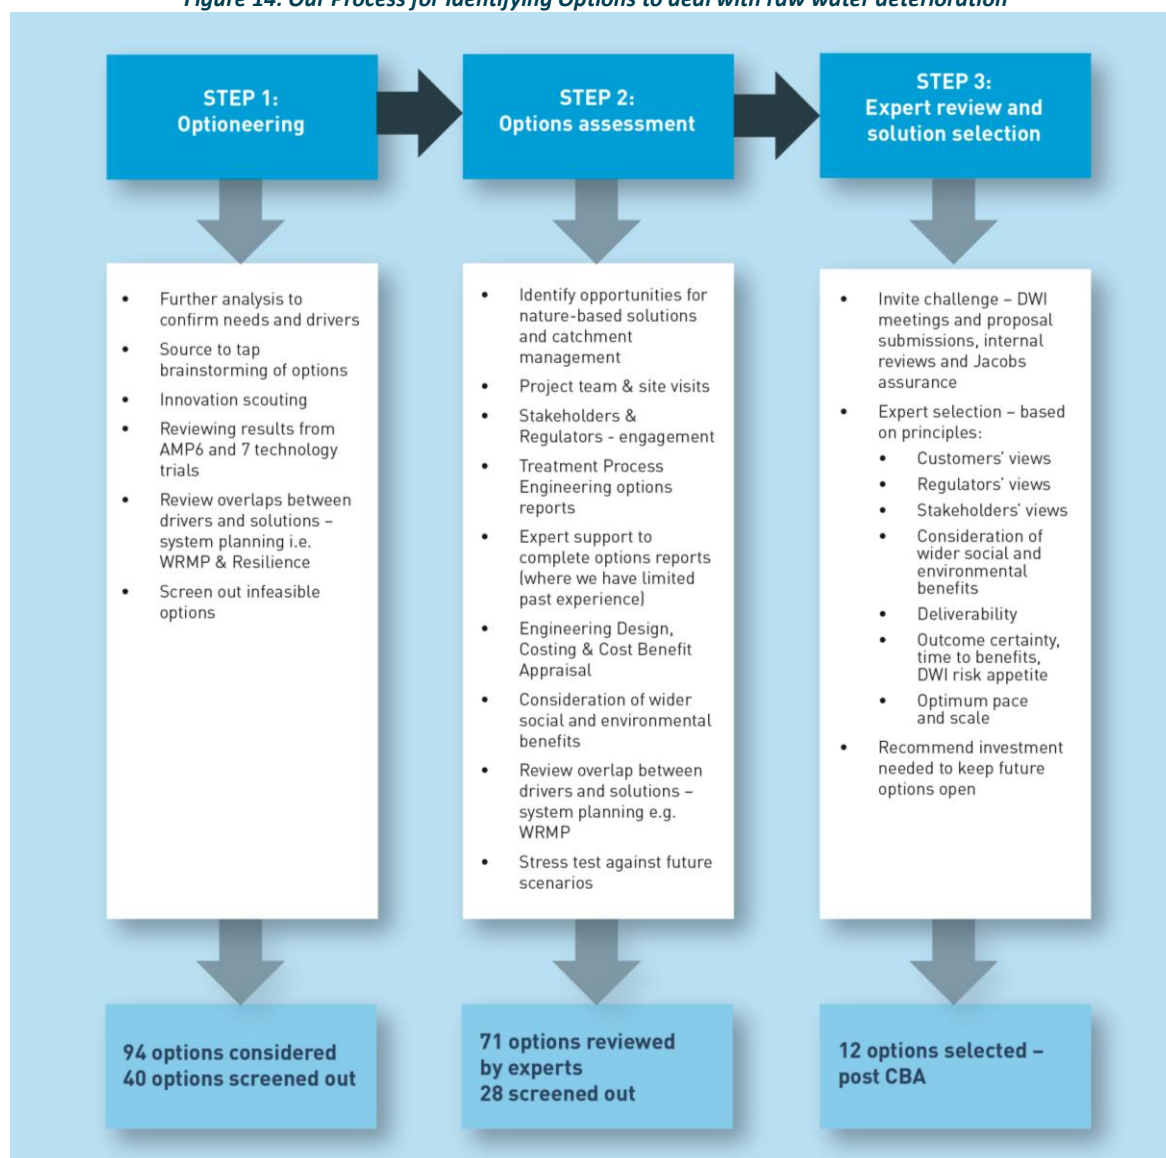 Figure 14: Our Process for Identifying Options to deal with raw water deterioration
STEP 1:
Optioneering
STEP 2:
Options assessment
STEP 3:
Expert review and
solution selection
• Further analysis to
confirm needs and drivers
• Source to tap
brainstorming of options
• Innovation scouting
• Reviewing results from
AMP6 and 7 technology
trials
• Review overlaps between
drivers and solutions –
system planning i.e.
WRMP & Resilience
• Screen out infeasible
options
• Identify opportunities for
nature-based solutions
and catchment
management
• Project team & site visits
• Stakeholders &
Regulators - engagement
• Treatment Process
Engineering options
reports
• Expert support to
complete options reports
(where we have limited
past experience)
• Engineering Design,
Costing & Cost Benefit
Appraisal
• Consideration of wider
social and environmental
benefits
• Review overlap between
drivers and solutions –
system planning e.g.
WRMP
• Stress test against future
scenarios
• Invite challenge – DWI
meetings and proposal
submissions, internal
reviews and Jacobs
assurance
• Expert selection – based
on principles:
• Customers’ views
• Regulators’ views
• Stakeholders’ views
• Consideration of
wider social and
environmental
benefits
• Deliverability
• Outcome certainty,
time to benefits,
DWI risk appetite
• Optimum pace
and scale
• Recommend investment
needed to keep future
options open
94 options considered
40 options screened out
71 options reviewed
by experts
28 screened out
12 options selected –
post CBA